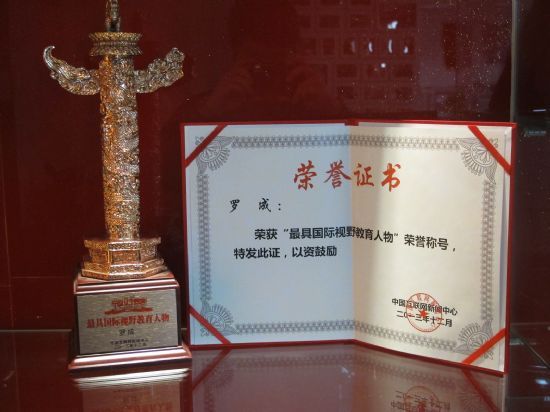 荣誉证书
罗成：
荣获“最具国际视野教育人物”荣誉称号，
特发此证，以资鼓励
中国互联网新闻中心
二〇一三年十二月
最具国际视野教育人物
罗成